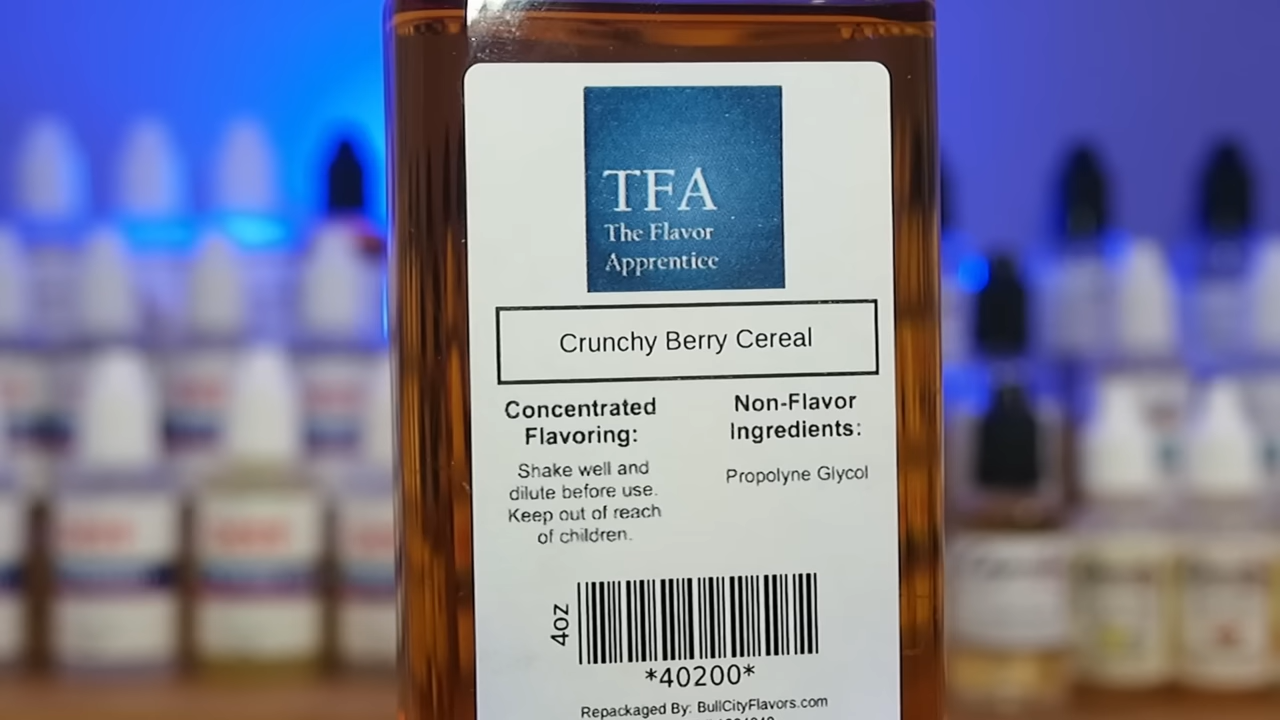 TFA
The Flavor
Apprentice
Crunchy Berry Cereal
Concentrated
Flavoring:
Shake well and
dilute before use.
Keep out of reach
of children.
Non-Flavor
Ingredients:
Propolyne Glycol
4oz
*40200*
Repackaged By: BullCityFlavors.com